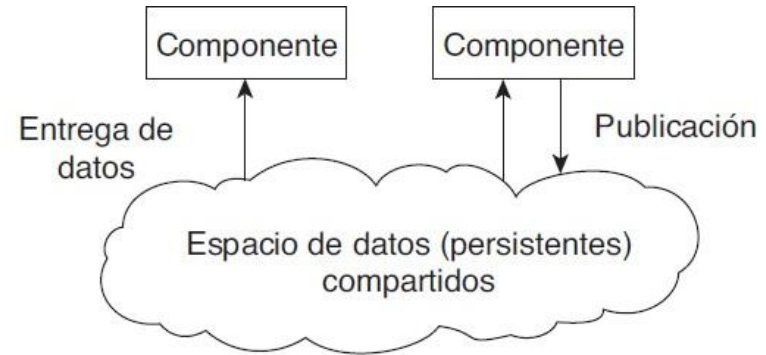 Componente
Componente
Entrega de
datos
Publicación
Espacio de datos (persistentes)
compartidos